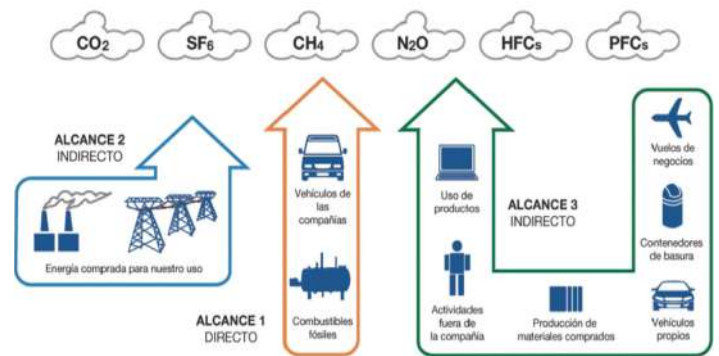 CO₂
SF₆
CH₄
N₂O
HFCs
PFCs
ALCANCE 2
INDIRECTO
Energía comprada para nuestro uso
ALCANCE 1
DIRECTO
Vehículos de
las
compañías
Combustibles
fósiles
Uso de
productos
Actividades
fuera de
la compañía
ALCANCE 3
INDIRECTO
Producción de
materiales comprados
Vuelos de
negocios
Contenedores
de basura
Vehículos
propios